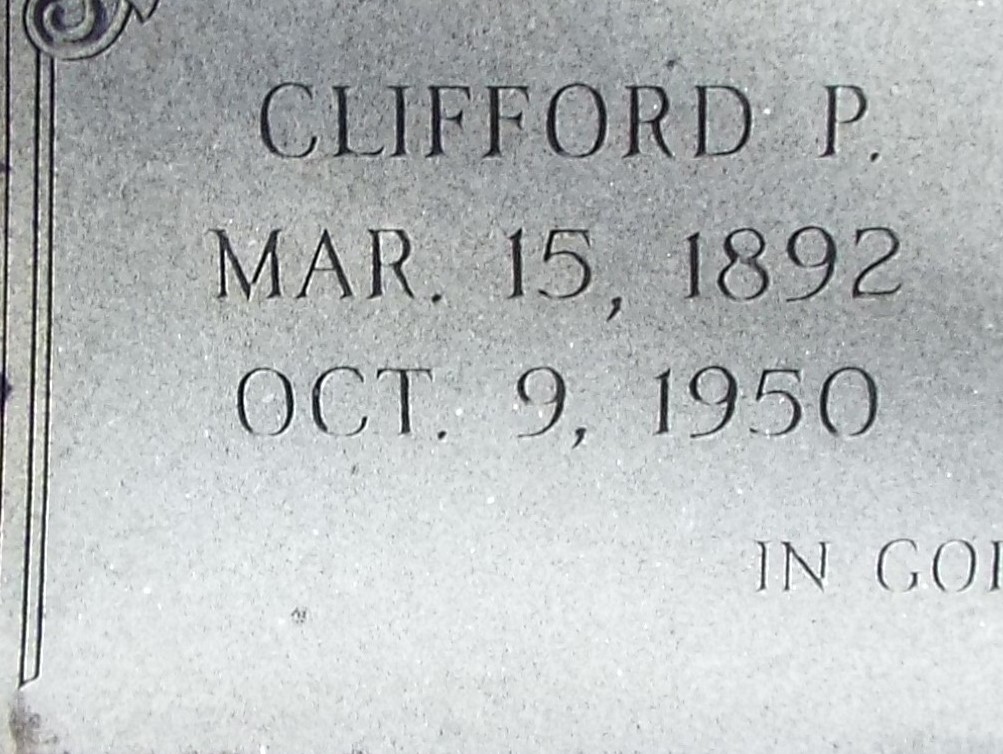 CLIFFORD P.
MAR. 15, 1892
OCT. 9, 1950
IN